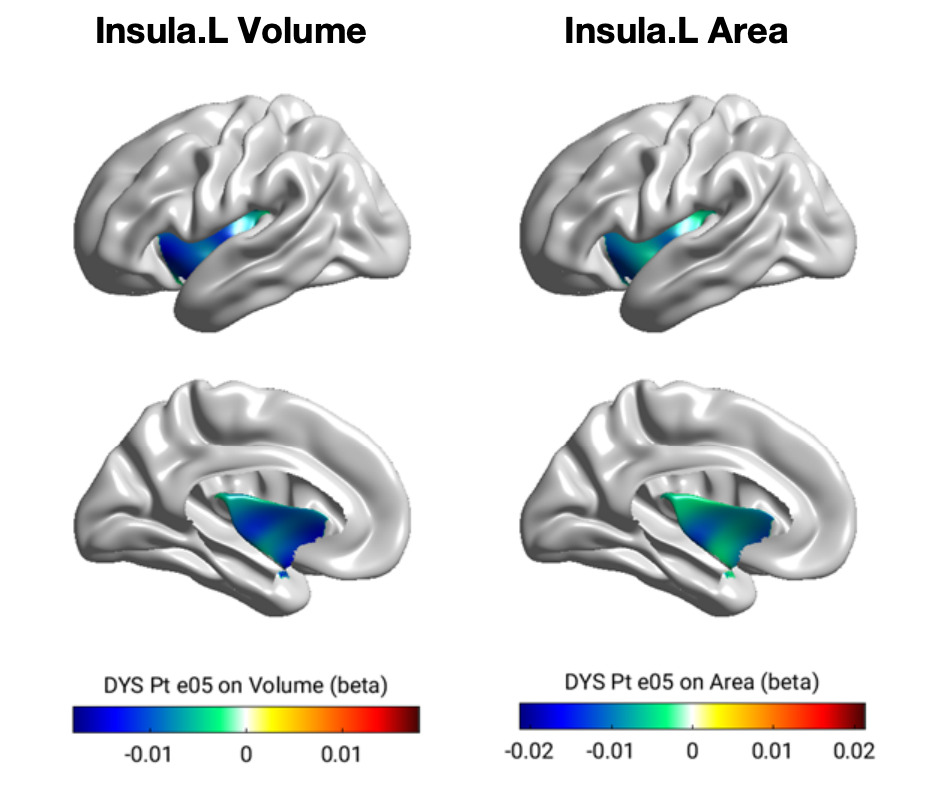 Insula.L Volume
Insula.L Area
DYS Pt e05 on Volume (beta)
-0.01 0 0.01
DYS Pt e05 on Area (beta)
-0.02 -0.01 0 0.01 0.02